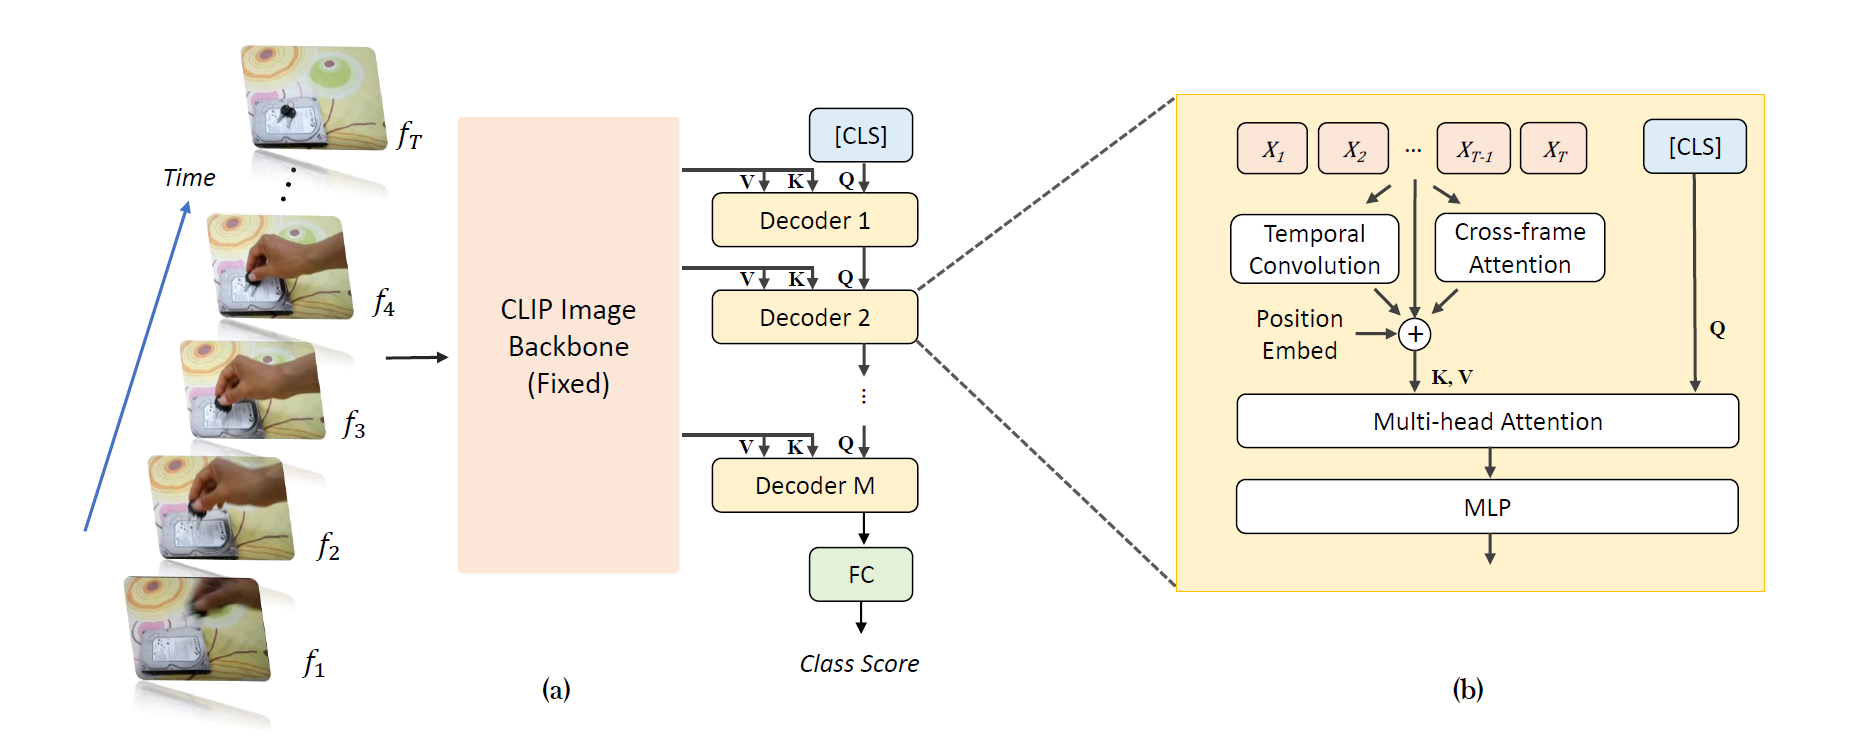 Time
f_T
f_4
f_3
f_2
f_1
CLIP Image
Backbone
(Fixed)
[CLS]
V K Q
Decoder 1
V K Q
Decoder 2
...
V K Q
Decoder M
FC
Class Score
(a)
X_1 X_2 ... X_{T-1} X_T [CLS]
Temporal
Convolution
Cross-frame
Attention
Position
Embed
+
Q
K, V
Multi-head Attention
MLP
(b)